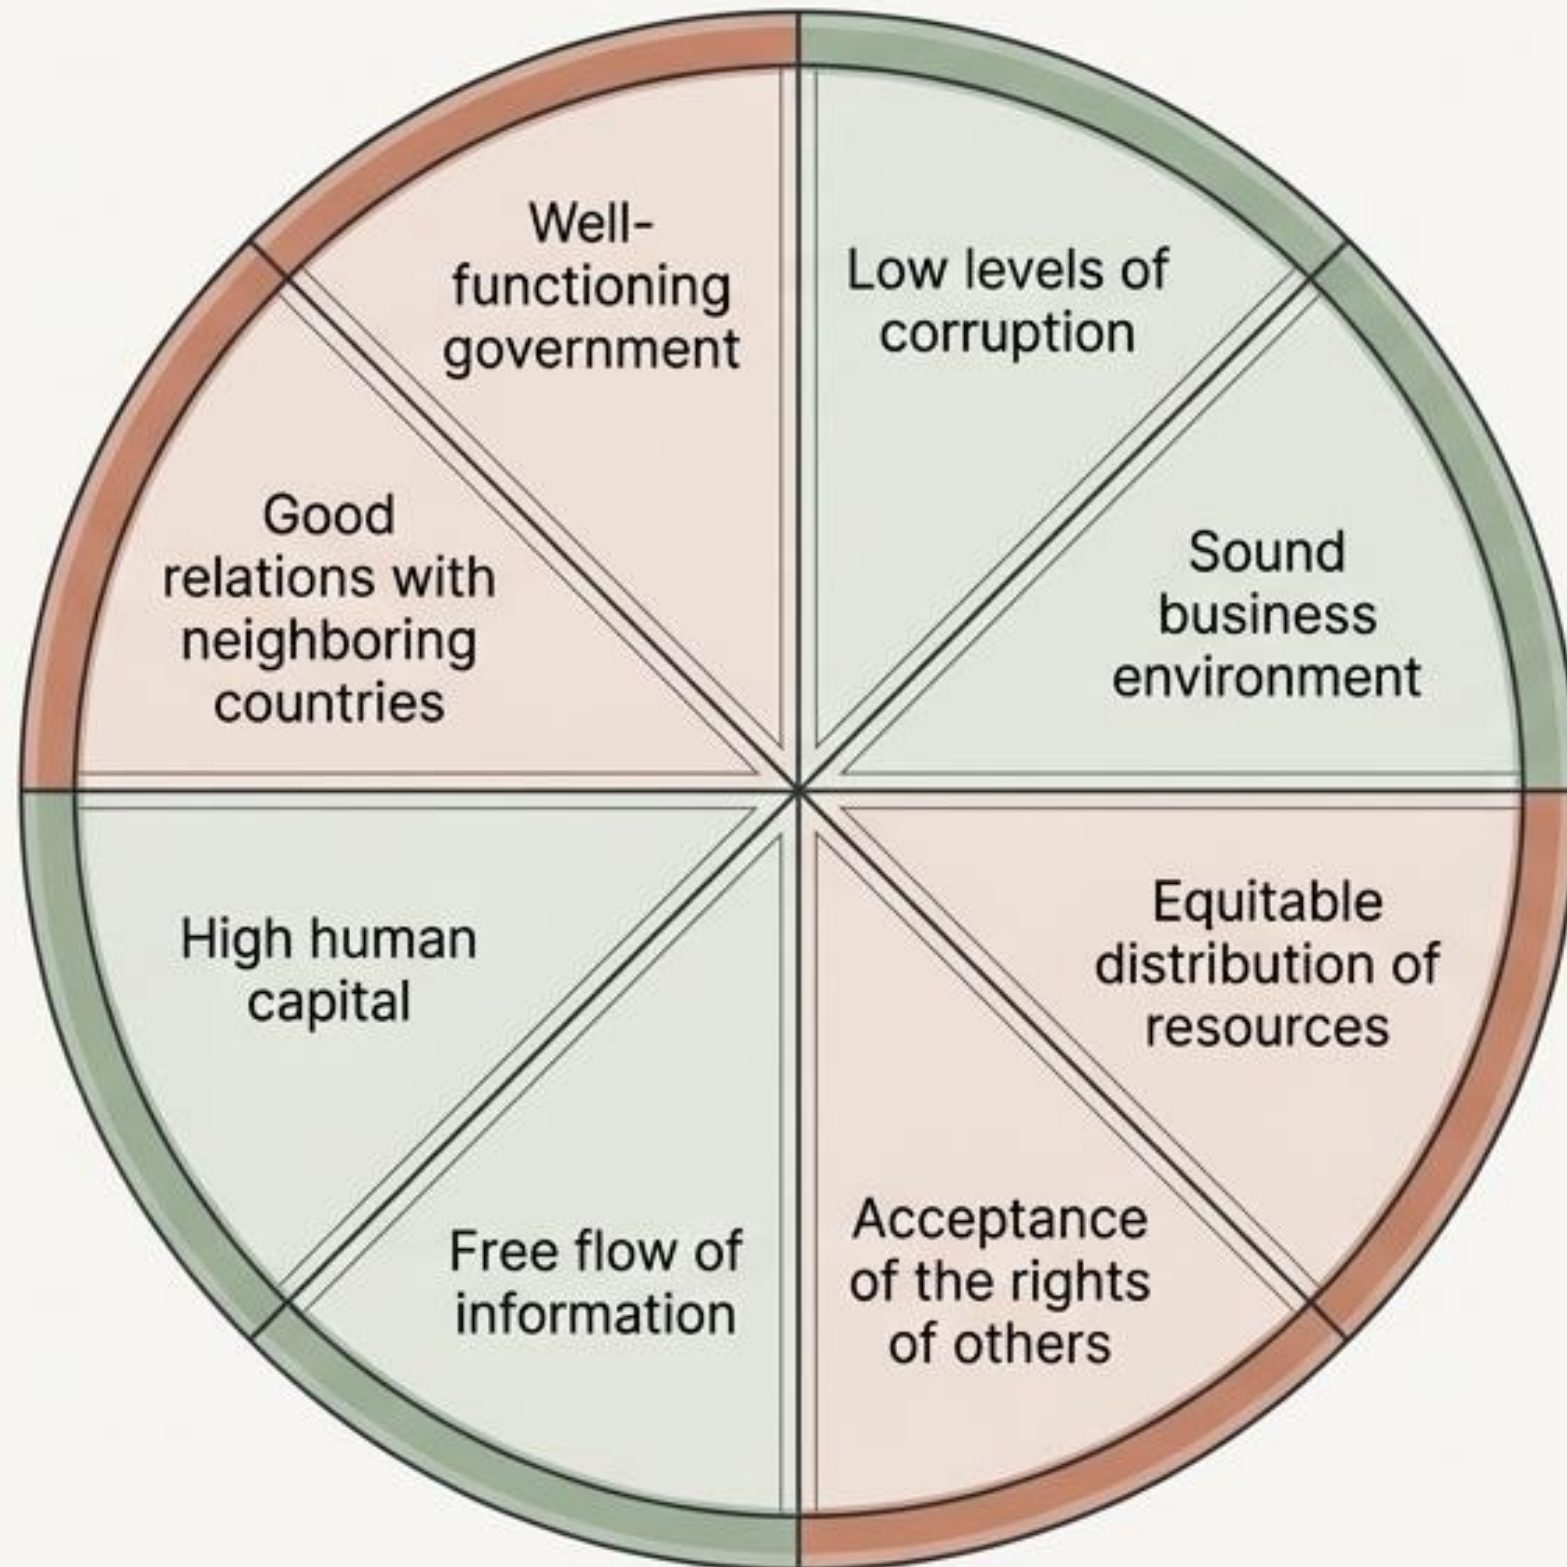 Well-
functioning
government
Low levels of
corruption
Sound
business
environment
Equitable
distribution of
resources
Acceptance
of the rights
of others
Free flow of
information
High human
capital
Good
relations with
neighboring
countries